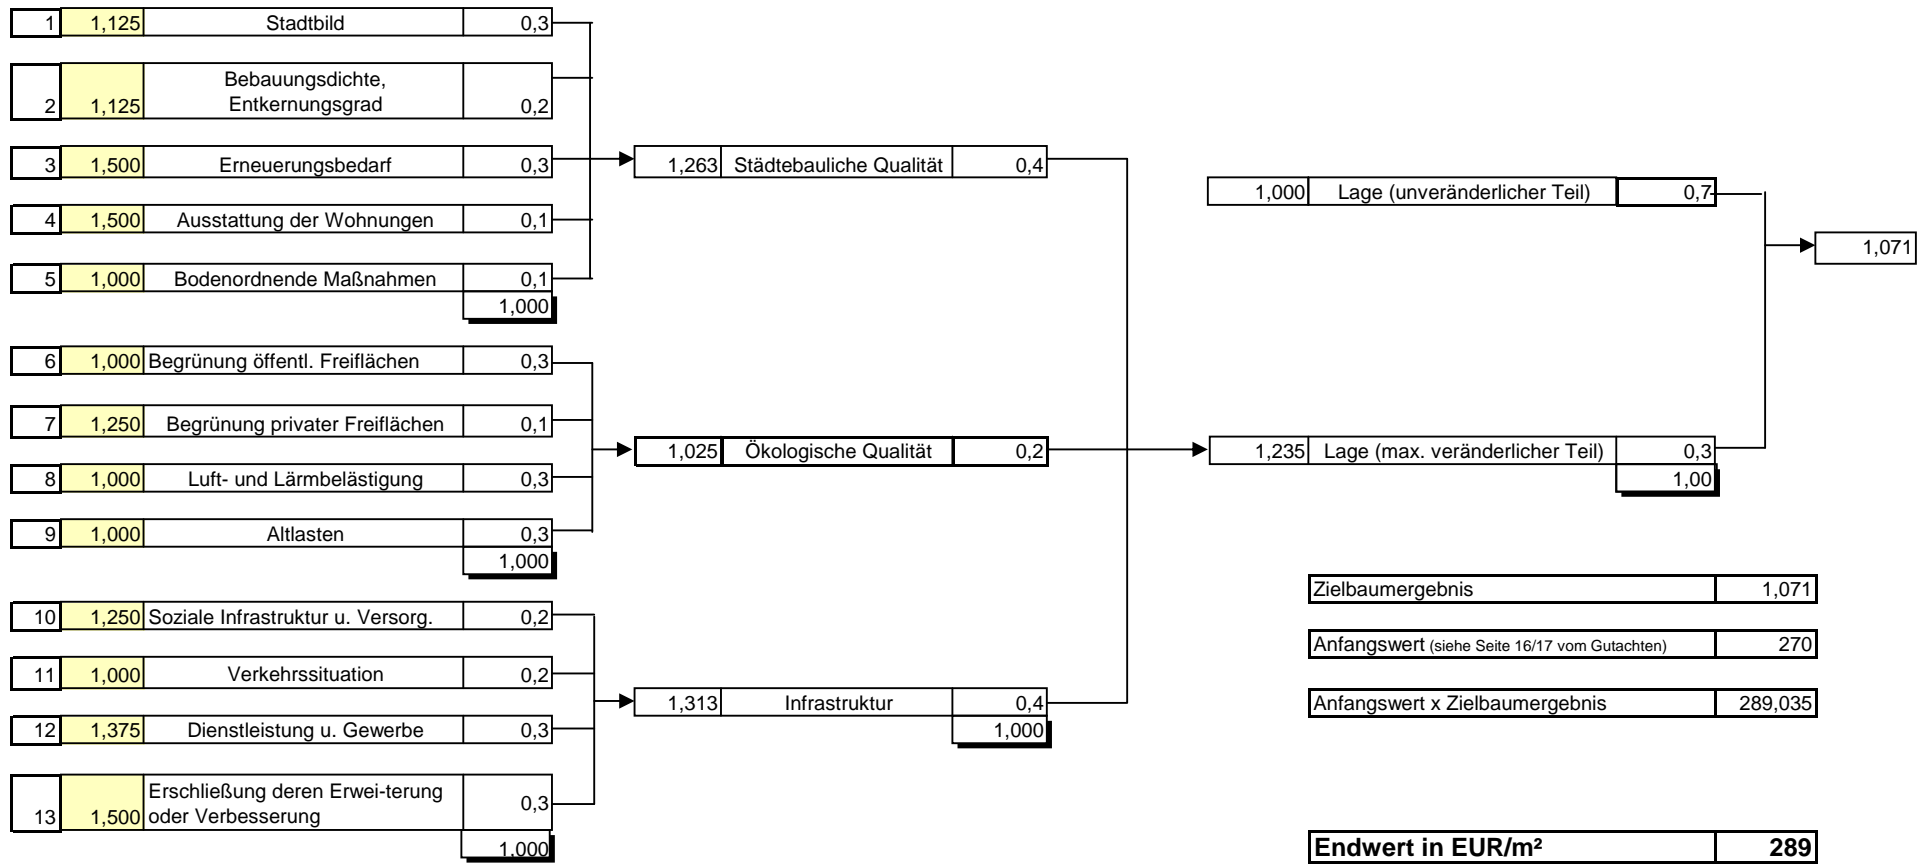 1 1,125 Stadtbild 0,3
Bebauungsdichte,
2 1,125 Entkernungsgrad 0,2
3 1,500 Erneuerungsbedarf 0,3
4 1,500 Ausstattung der Wohnungen 0,1
5 1,000 Bodenordnende Maßnahmen 0,1
1,000
6 1,000 Begrünung öffentl. Freiflächen 0,3
7 1,250 Begrünung privater Freiflächen 0,1
8 1,000 Luft- und Lärmbelästigung 0,3
9 1,000 Altlasten 0,3
1,000
10 1,250 Soziale Infrastruktur u. Versorg. 0,2
11 1,000 Verkehrssituation 0,2
12 1,375 Dienstleistung u. Gewerbe 0,3
Erschließung deren Erwei-terung
13 1,500 oder Verbesserung 0,3
1,000
1,263 Städtebauliche Qualität 0,4
1,025 Ökologische Qualität 0,2
1,313 Infrastruktur 0,4
1,000
1,000 Lage (unveränderlicher Teil) 0,7
1,235 Lage (max. veränderlicher Teil) 0,3
1,00
1,071
Zielbaumergebnis 1,071
Anfangswert (siehe Seite 16/17 vom Gutachten) 270
Anfangswert x Zielbaumergebnis 289,035
Endwert in EUR/m² 289